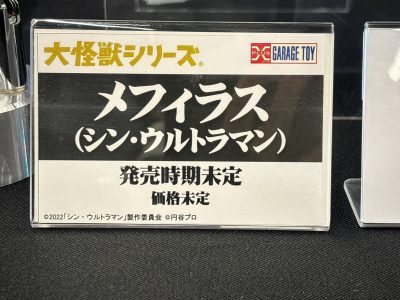 大怪獣シリーズ®
GARAGE TOY
メフィラス
(シン・ウルトラマン)
発売時期未定
価格未定
©2022「シン・ウルトラマン」製作委員会 ©円谷プロ